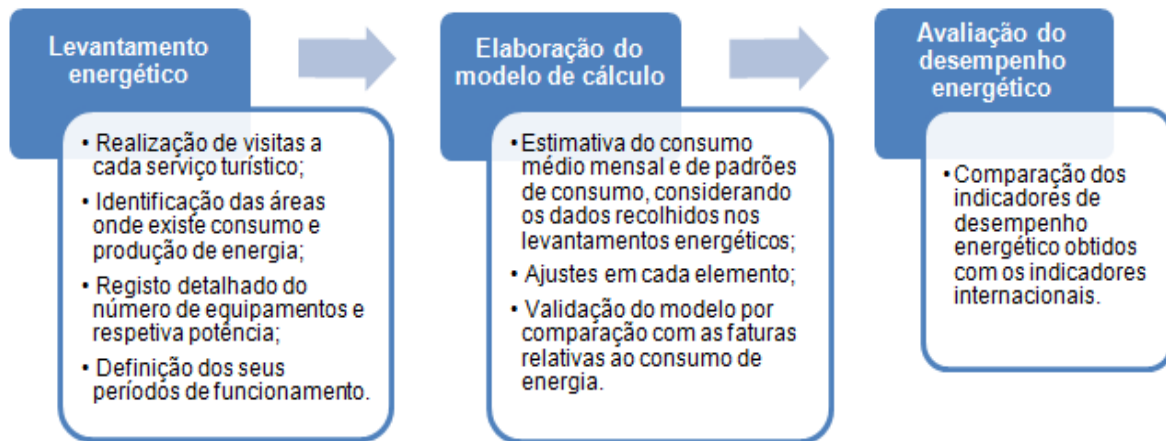 Levantamento
energético
• Realização de visitas a
cada serviço turístico;
• Identificação das áreas
onde existe consumo e
produção de energia;
• Registo detalhado do
número de equipamentos e
respetiva potência;
• Definição dos seus
períodos de funcionamento.
Elaboração do
modelo de cálculo
• Estimativa do consumo
médio mensal e de padrões
de consumo, considerando
os dados recolhidos nos
levantamentos energéticos;
• Ajustes em cada elemento;
• Validação do modelo por
comparação com as faturas
relativas ao consumo de
energia.
Avaliação do
desempenho
energético
• Comparação dos
indicadores de
desempenho
energético obtidos
com os indicadores
internacionais.